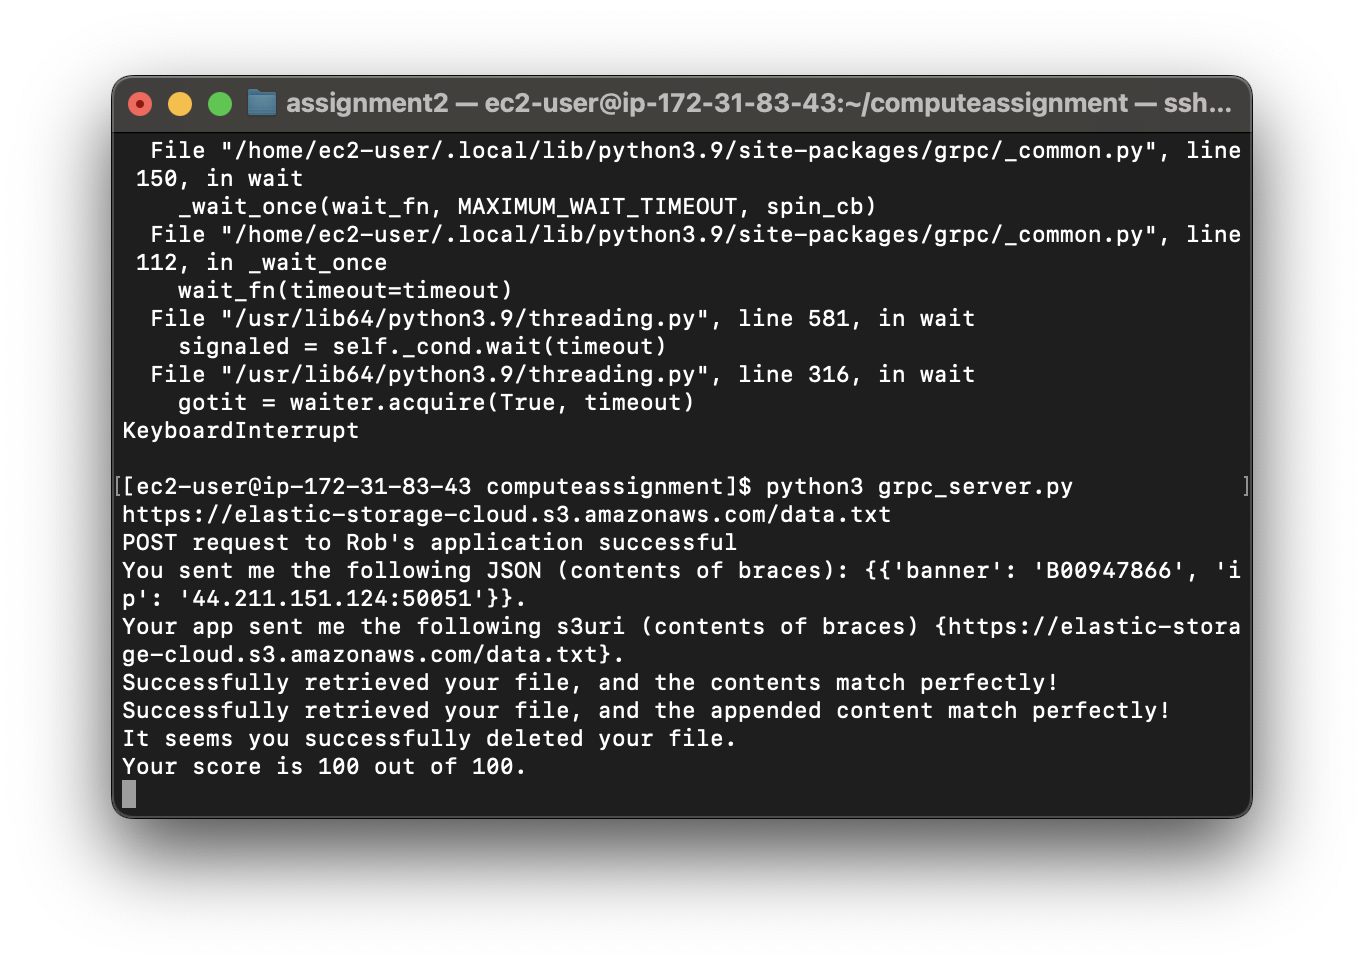 assignment2 — ec2-user@ip-172-31-83-43:~/computeassignment — ssh...
File "/home/ec2-user/.local/lib/python3.9/site-packages/grpc/_common.py", line
150, in wait
_wait_once(wait_fn, MAXIMUM_WAIT_TIMEOUT, spin_cb)
File "/home/ec2-user/.local/lib/python3.9/site-packages/grpc/_common.py", line
112, in _wait_once
wait_fn(timeout=timeout)
File "/usr/lib64/python3.9/threading.py", line 581, in wait
signaled = self._cond.wait(timeout)
File "/usr/lib64/python3.9/threading.py", line 316, in wait
gotit = waiter.acquire(True, timeout)
KeyboardInterrupt
[[ec2-user@ip-172-31-83-43 computeassignment]$ python3 grpc_server.py ]
https://elastic-storage-cloud.s3.amazonaws.com/data.txt
POST request to Rob's application successful
You sent me the following JSON (contents of braces): {{'banner': 'B00947866', 'i
p': '44.211.151.124:50051'}}.
Your app sent me the following s3uri (contents of braces) {https://elastic-stora
ge-cloud.s3.amazonaws.com/data.txt}.
Successfully retrieved your file, and the contents match perfectly!
Successfully retrieved your file, and the appended content match perfectly!
It seems you successfully deleted your file.
Your score is 100 out of 100.